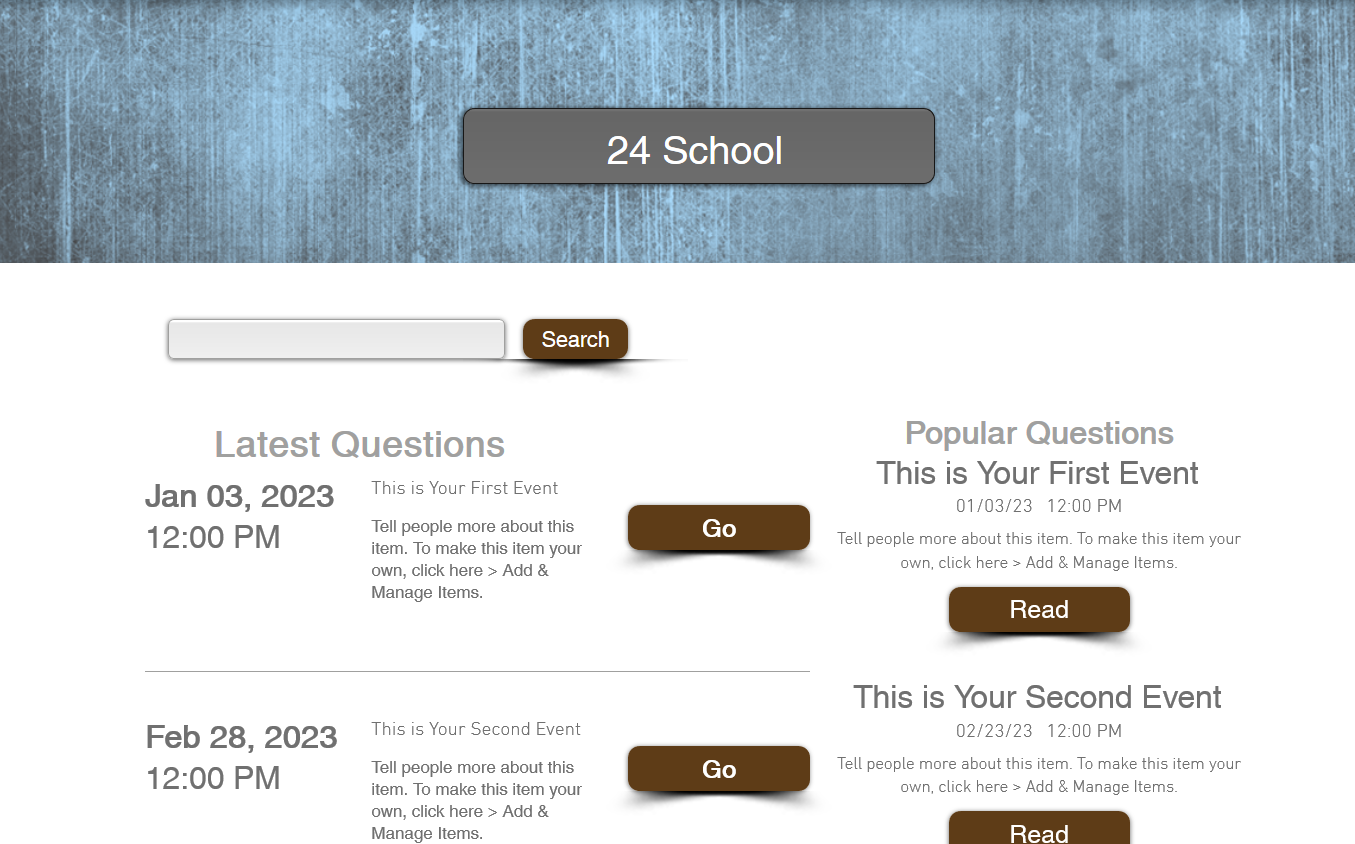 24 School
Search
Latest Questions
Jan 03, 2023
12:00 PM
This is Your First Event
Tell people more about this
item. To make this item your
own, click here > Add &
Manage Items.
Go
Feb 28, 2023
12:00 PM
This is Your Second Event
Tell people more about this
item. To make this item your
own, click here > Add &
Manage Items.
Go
Popular Questions
This is Your First Event
01/03/23 12:00 PM
Tell people more about this item. To make this item your
own, click here > Add & Manage Items.
Read
This is Your Second Event
02/23/23 12:00 PM
Tell people more about this item. To make this item your
own, click here > Add & Manage Items.
Read